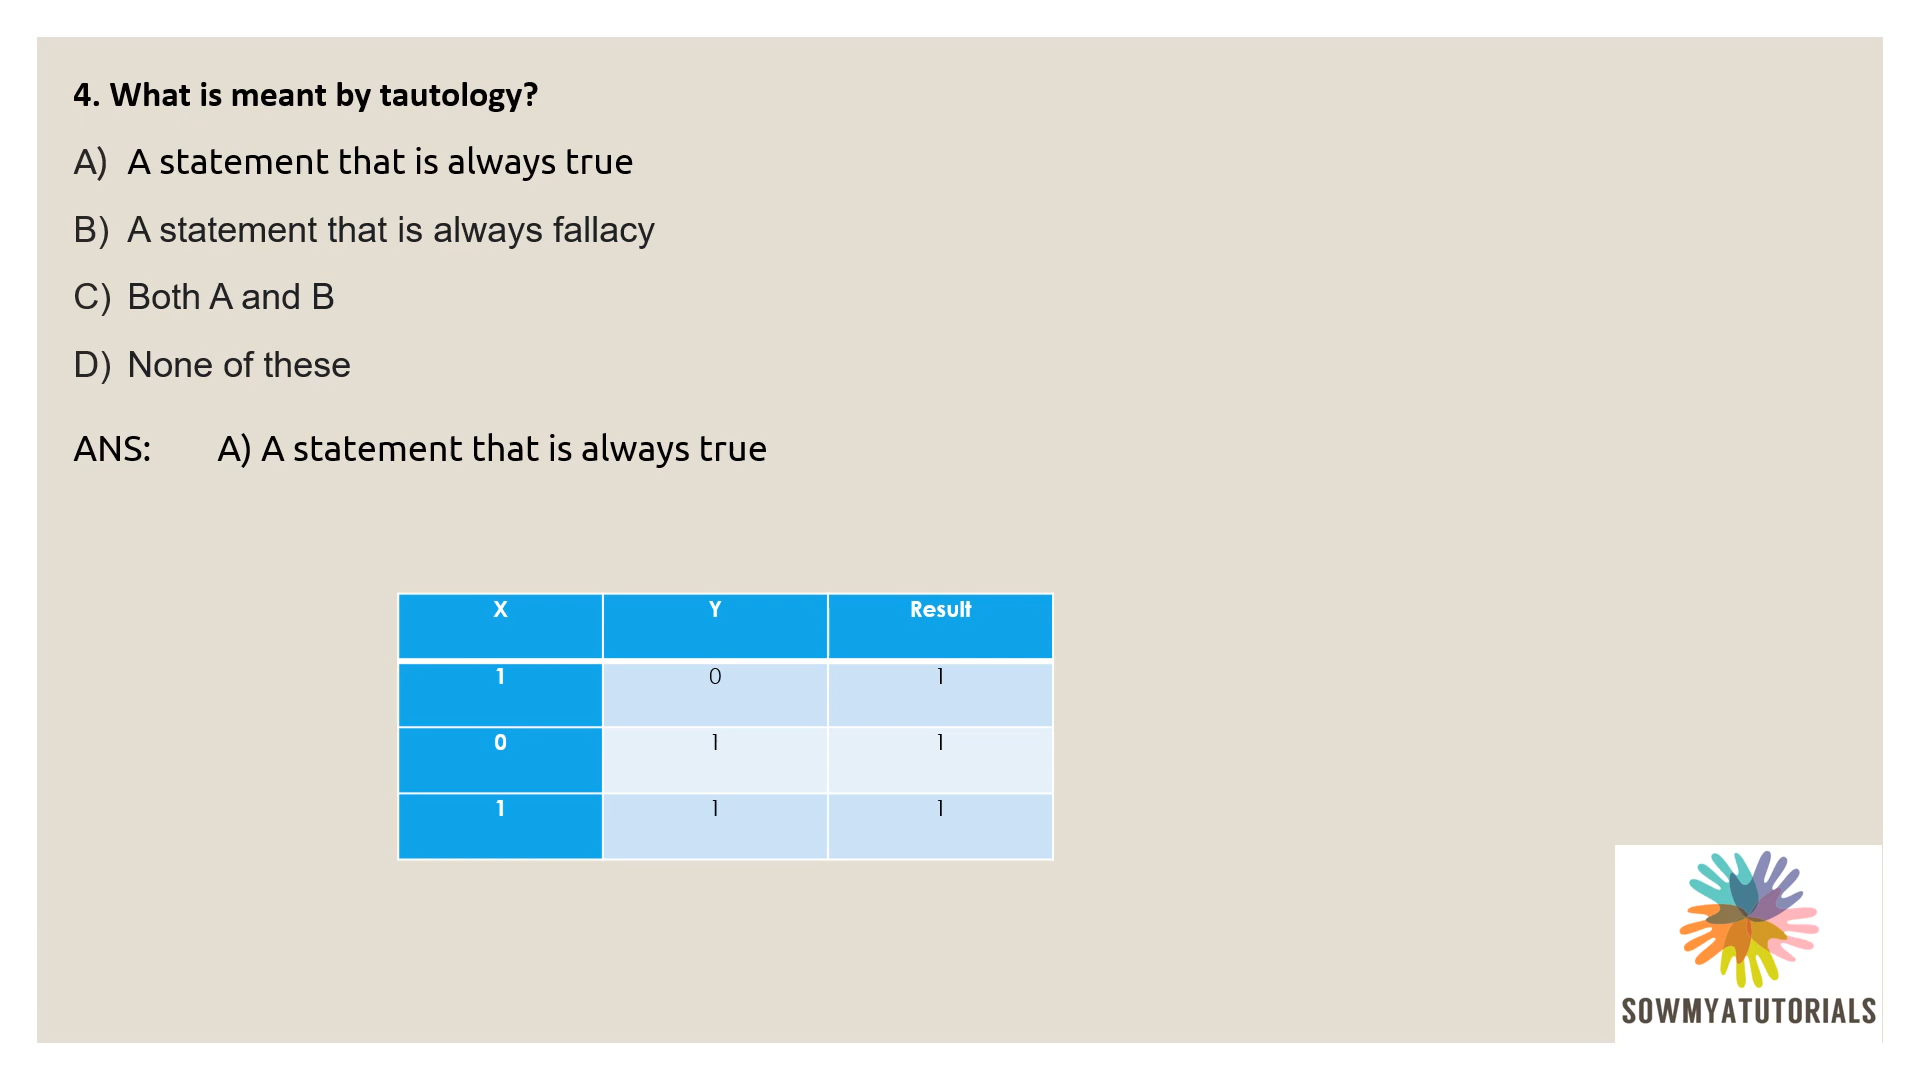 4. What is meant by tautology?
A) A statement that is always true
B) A statement that is always fallacy
C) Both A and B
D) None of these
ANS: A) A statement that is always true
X Y Result
1 0 1
0 1 1
1 1 1
SOWMYATUTORIALS